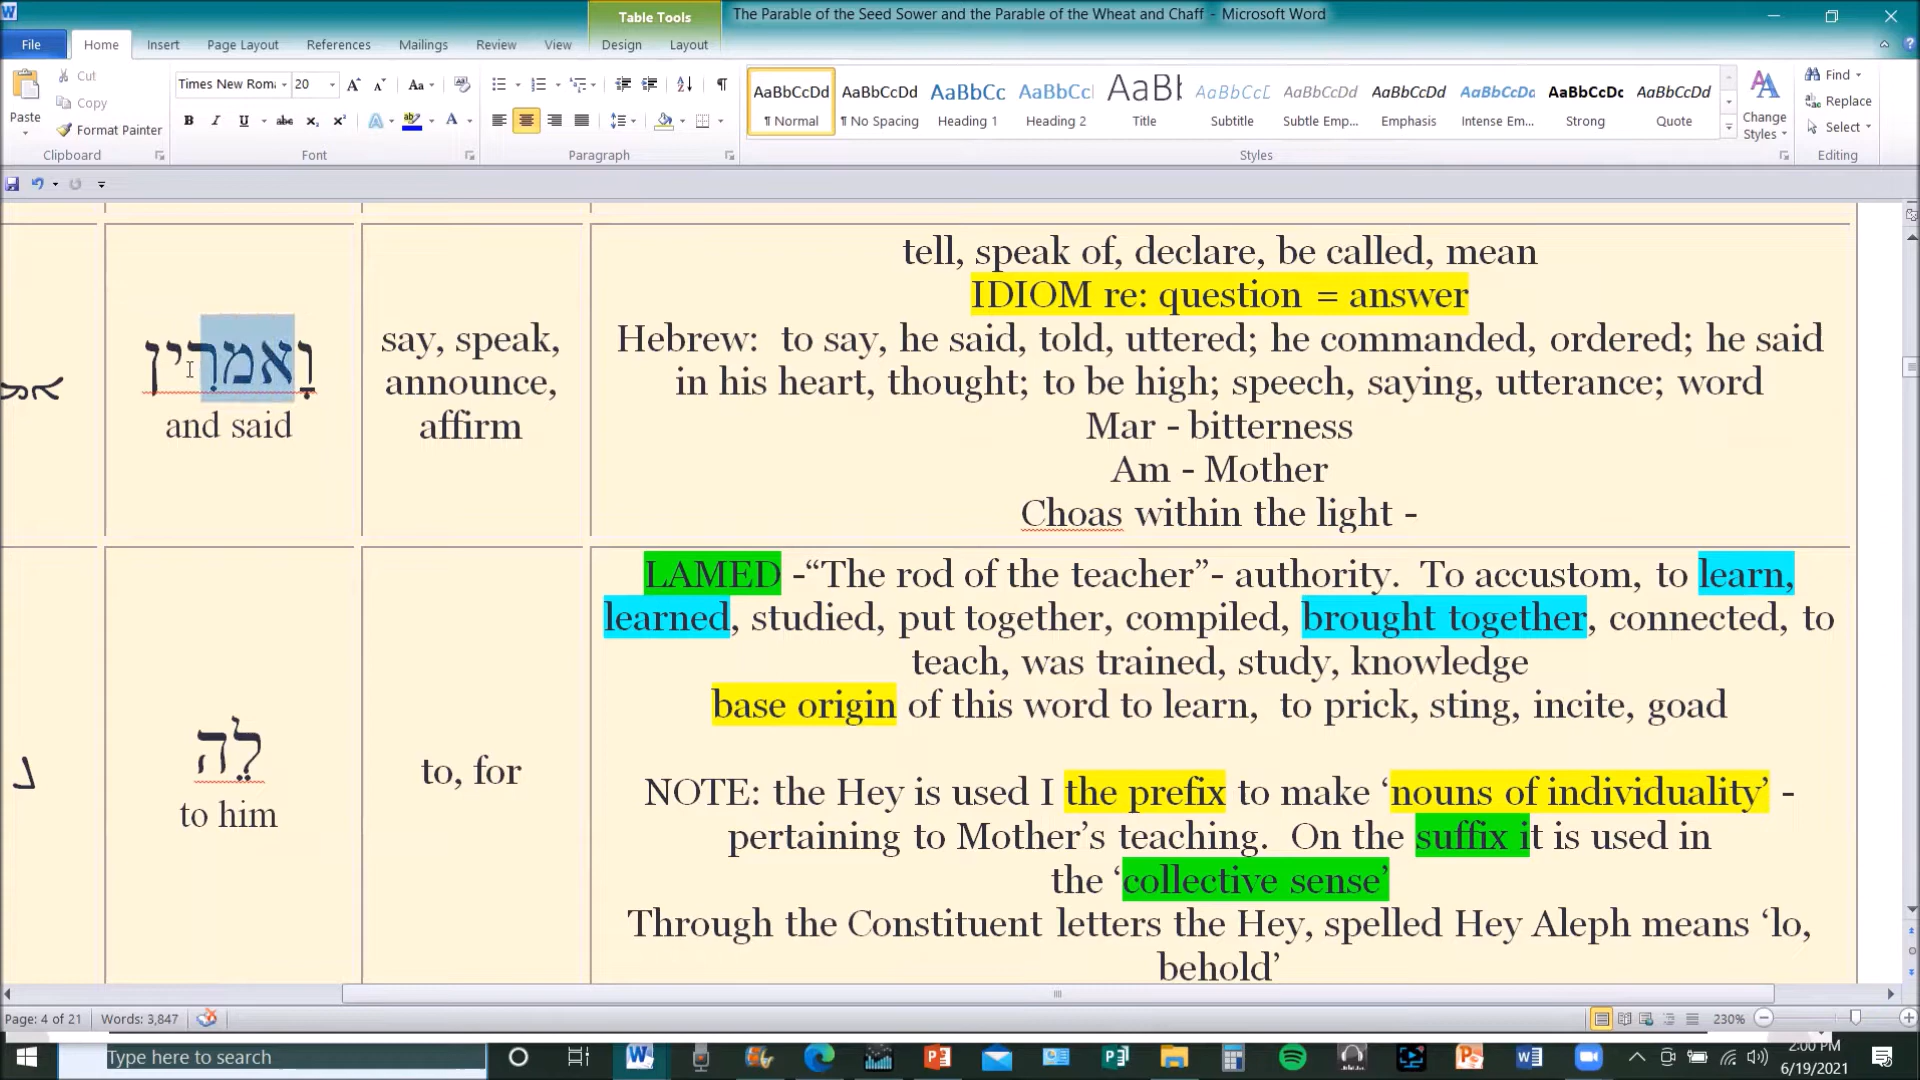 The Parable of the Seed Sower and the Parable of the Wheat and Chaff - Microsoft Word
Table Tools
File Home Insert Page Layout References Mailings Review View Design Layout
Paste
Cut
Copy
Format Painter
Clipboard
Times New Roma 20
Font
Paragraph
AaBbCcDd AaBbCcDd AaBbCc AaBbCcI AaBl AaBbCcL AaBbCcDd AaBbCcDd AaBbCcDd AaBbCcDc AaBbCcDd
¶ Normal ¶ No Spacing Heading 1 Heading 2 Title Subtitle Subtle Emp... Emphasis Intense Em... Strong Quote
Change Styles
Styles
Find
Replace
Select
Editing
וָאמרִין
and said
say, speak,
announce,
affirm
tell, speak of, declare, be called, mean
IDIOM re: question = answer
Hebrew: to say, he said, told, uttered; he commanded, ordered; he said
in his heart, thought; to be high; speech, saying, utterance; word
Mar - bitterness
Am - Mother
Choas within the light -
לֵה
to him
to, for
LAMED -“The rod of the teacher”- authority. To accustom, to learn,
learned, studied, put together, compiled, brought together, connected, to
teach, was trained, study, knowledge
base origin of this word to learn, to prick, sting, incite, goad
NOTE: the Hey is used I the prefix to make ‘nouns of individuality’ -
pertaining to Mother’s teaching. On the suffix it is used in
the ‘collective sense’
Through the Constituent letters the Hey, spelled Hey Aleph means ‘lo,
behold’
Page: 4 of 21 Words: 3,847
230%
Type here to search
2:00 PM
6/19/2021